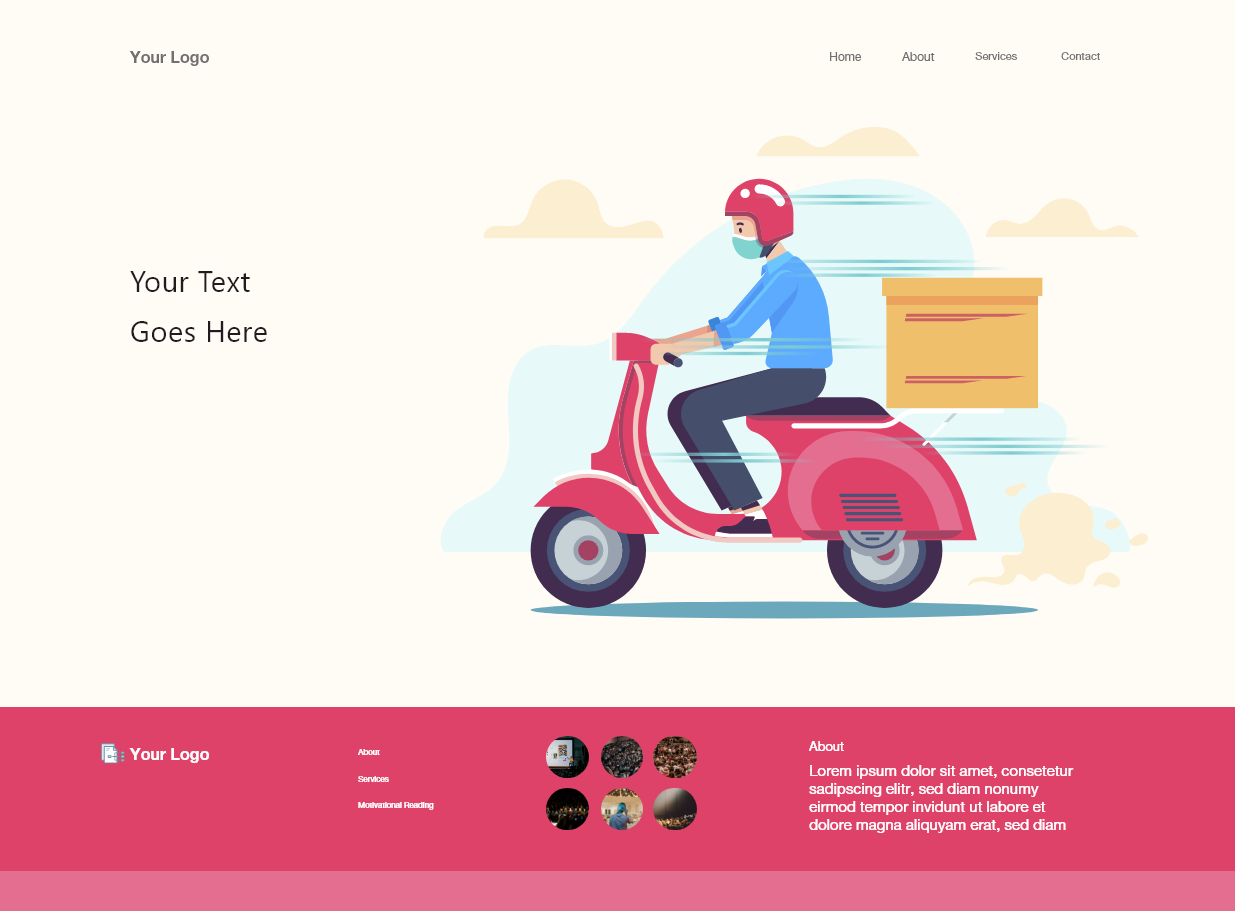 Your Logo
Home
About
Services
Contact
Your Text
Goes Here
Your Logo
About
Services
Motivational Reading
About
Lorem ipsum dolor sit amet, consetetur
sadipscing elitr, sed diam nonumy
eirmod tempor invidunt ut labore et
dolore magna aliquyam erat, sed diam